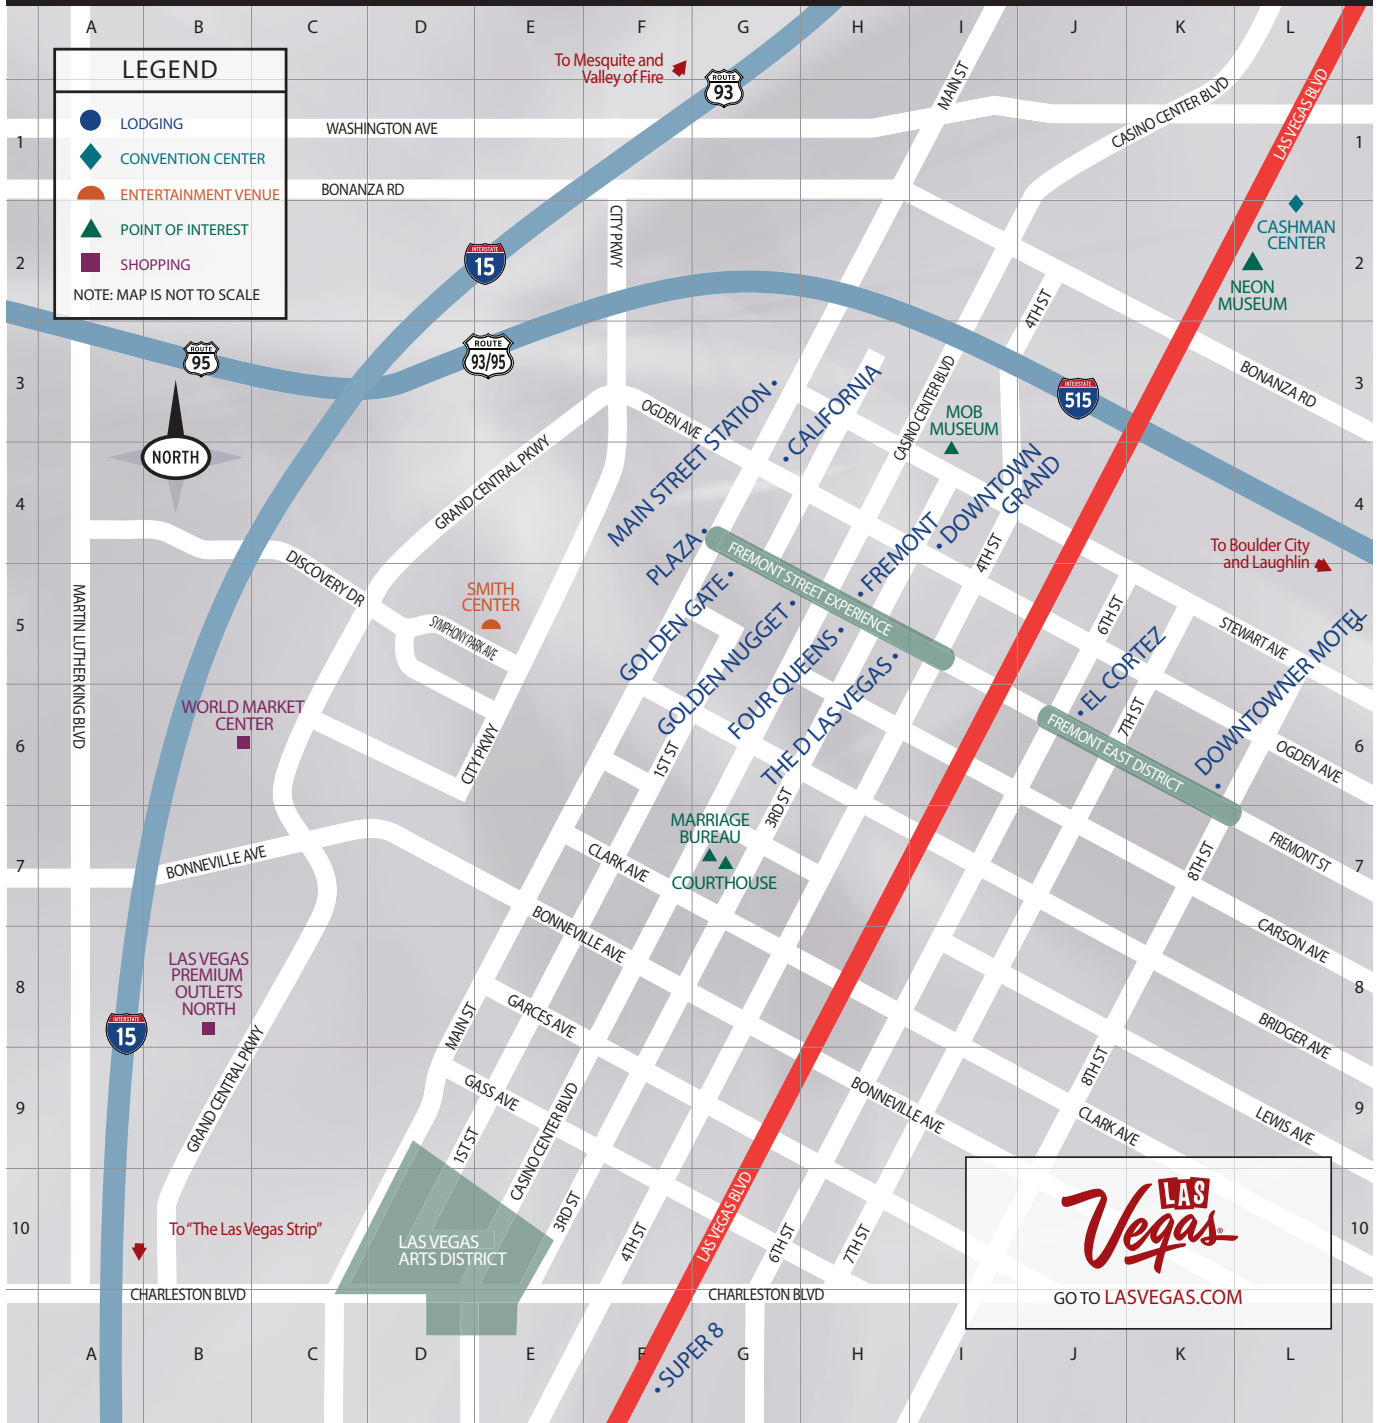 A B C D E F G H I J K L
LEGEND
LODGING
CONVENTION CENTER
ENTERTAINMENT VENUE
POINT OF INTEREST
SHOPPING
NOTE: MAP IS NOT TO SCALE
To Mesquite and
Valley of Fire
ROUTE
93
MAIN ST
CASINO CENTER BLVD
LAS VEGAS BLVD
1
WASHINGTON AVE
1
BONANZA RD
CITY PKWY
CASHMAN
CENTER
2
INTERSTATE
15
2
NEON
MUSEUM
4TH ST
ROUTE
95
ROUTE
93/95
3
INTERSTATE
515
3
BONANZA RD
CASINO CENTER BLVD
OGDEN AVE
MAIN STREET STATION
CALIFORNIA
MOB
MUSEUM
NORTH
GRAND CENTRAL PKWY
DOWNTOWN
GRAND
4
4
PLAZA
FREMONT
4TH ST
To Boulder City
and Laughlin
DISCOVERY DR
FREMONT STREET EXPERIENCE
MARTIN LUTHER KING BLVD
SMITH
CENTER
SYMPHONY PARK AVE
5
5
GOLDEN GATE
GOLDEN NUGGET
FOUR QUEENS
THE D LAS VEGAS
6TH ST
EL CORTEZ
STEWART AVE
DOWNTOWNER MOTEL
WORLD MARKET
CENTER
7TH ST
6
CITY PKWY
1ST ST
FREMONT EAST DISTRICT
6
OGDEN AVE
3RD ST
MARRIAGE
BUREAU
COURTHOUSE
7
BONNEVILLE AVE
CLARK AVE
8TH ST
FREMONT ST
7
BONNEVILLE AVE
CARSON AVE
LAS VEGAS
PREMIUM
OUTLETS
NORTH
8
8
INTERSTATE
15
MAIN ST
GARCES AVE
BRIDGER AVE
GRAND CENTRAL PKWY
GASS AVE
8TH ST
9
BONNEVILLE AVE
CLARK AVE
LEWIS AVE
9
1ST ST
CASINO CENTER BLVD
3RD ST
4TH ST
LAS VEGAS BLVD
6TH ST
7TH ST
10
To "The Las Vegas Strip"
LAS VEGAS
ARTS DISTRICT
10
LAS
Vegas®
GO TO LASVEGAS.COM
CHARLESTON BLVD
CHARLESTON BLVD
SUPER 8
A B C D E F G H I J K L